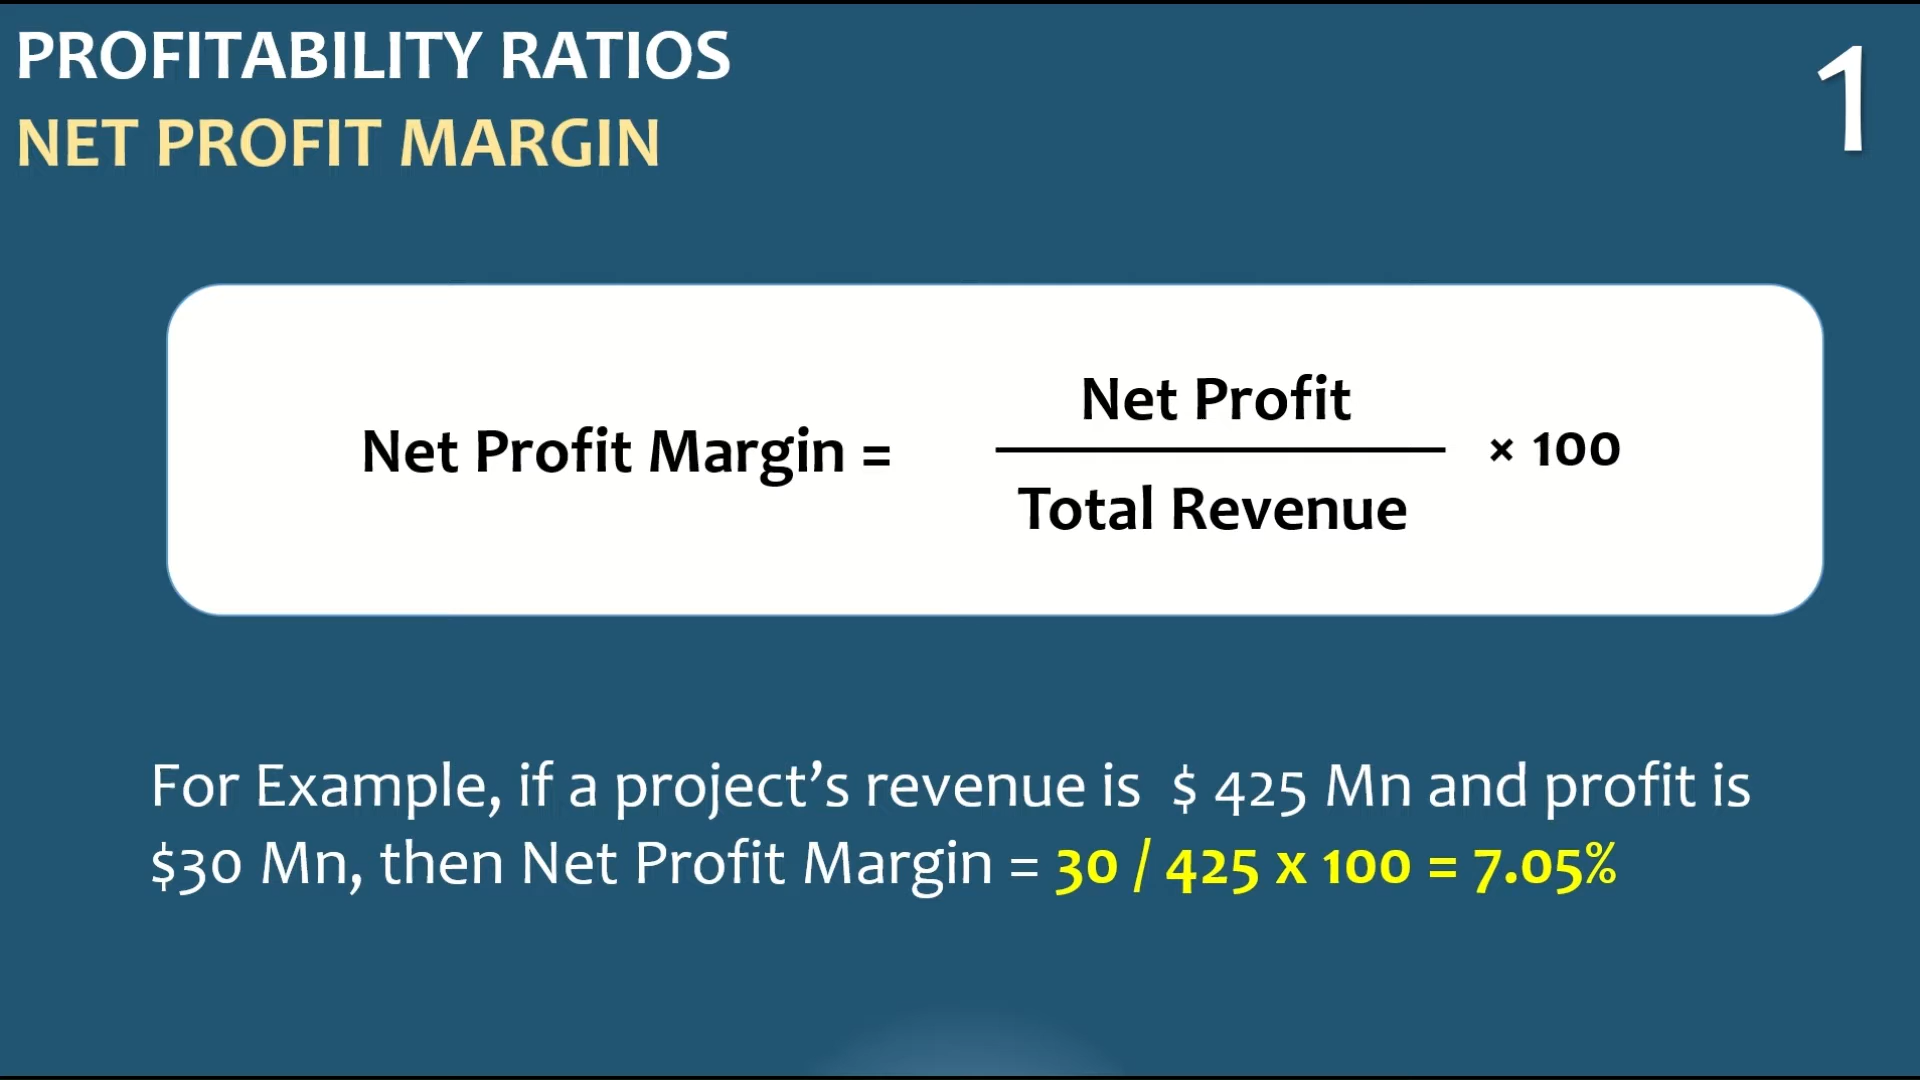 PROFITABILITY RATIOS
NET PROFIT MARGIN
1
Net Profit
Net Profit Margin = × 100
Total Revenue
For Example, if a project’s revenue is $ 425 Mn and profit is
$30 Mn, then Net Profit Margin = 30 / 425 x 100 = 7.05%